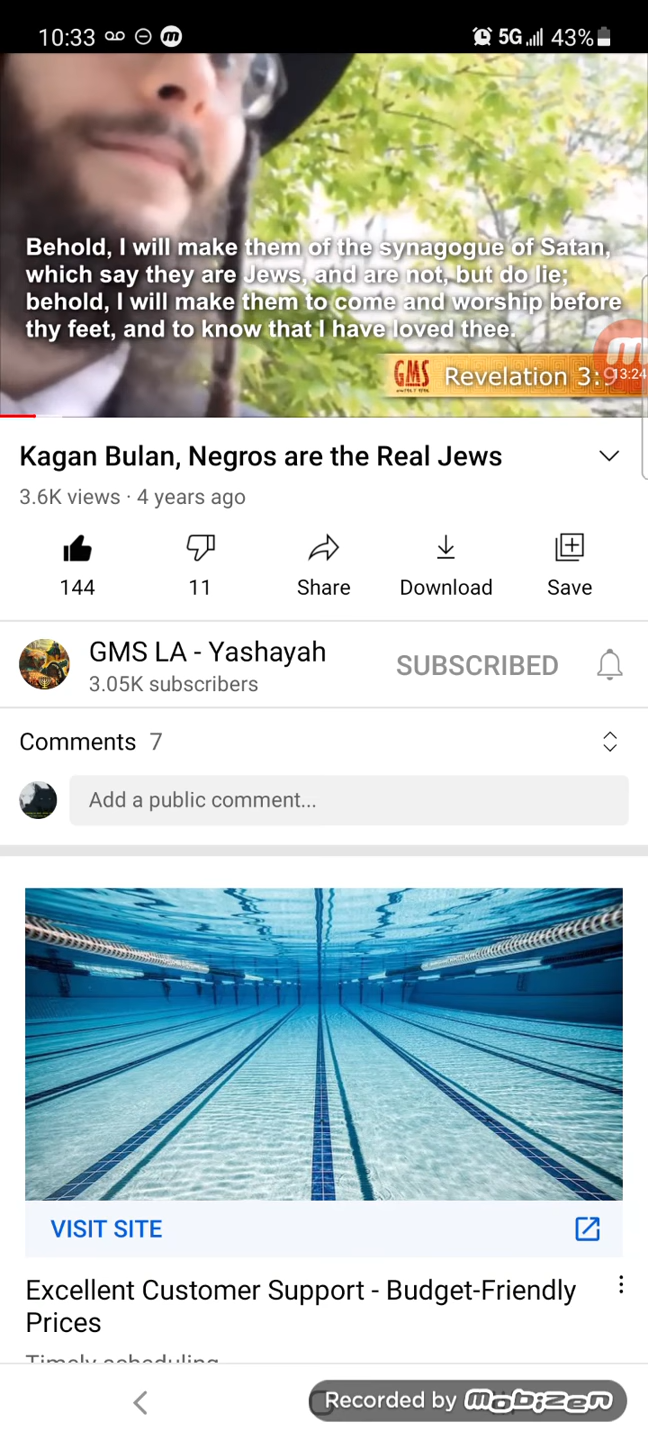 10:33
5G 43%
Behold, I will make them of the synagogue of Satan,
which say they are Jews, and are not, but do lie;
behold, I will make them to come and worship before
thy feet, and to know that I have loved thee.
GMS Revelation 3:9
13:24
Kagan Bulan, Negros are the Real Jews
3.6K views · 4 years ago
144 11 Share Download Save
GMS LA - Yashayah
3.05K subscribers
SUBSCRIBED
Comments 7
Add a public comment...
VISIT SITE
Excellent Customer Support - Budget-Friendly
Prices
Timely scheduling
Recorded by mobizen